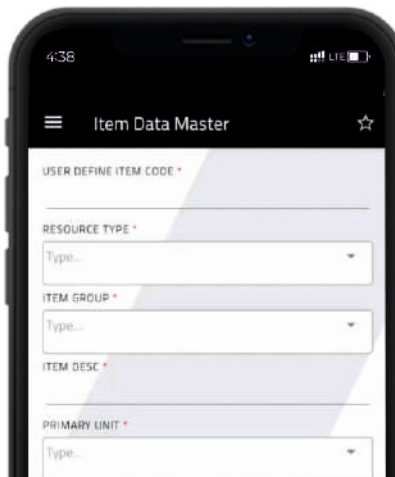 4:38
LTE
Item Data Master
USER DEFINE ITEM CODE *
RESOURCE TYPE *
Type...
ITEM GROUP *
Type...
ITEM DESC *
PRIMARY UNIT *
Type...